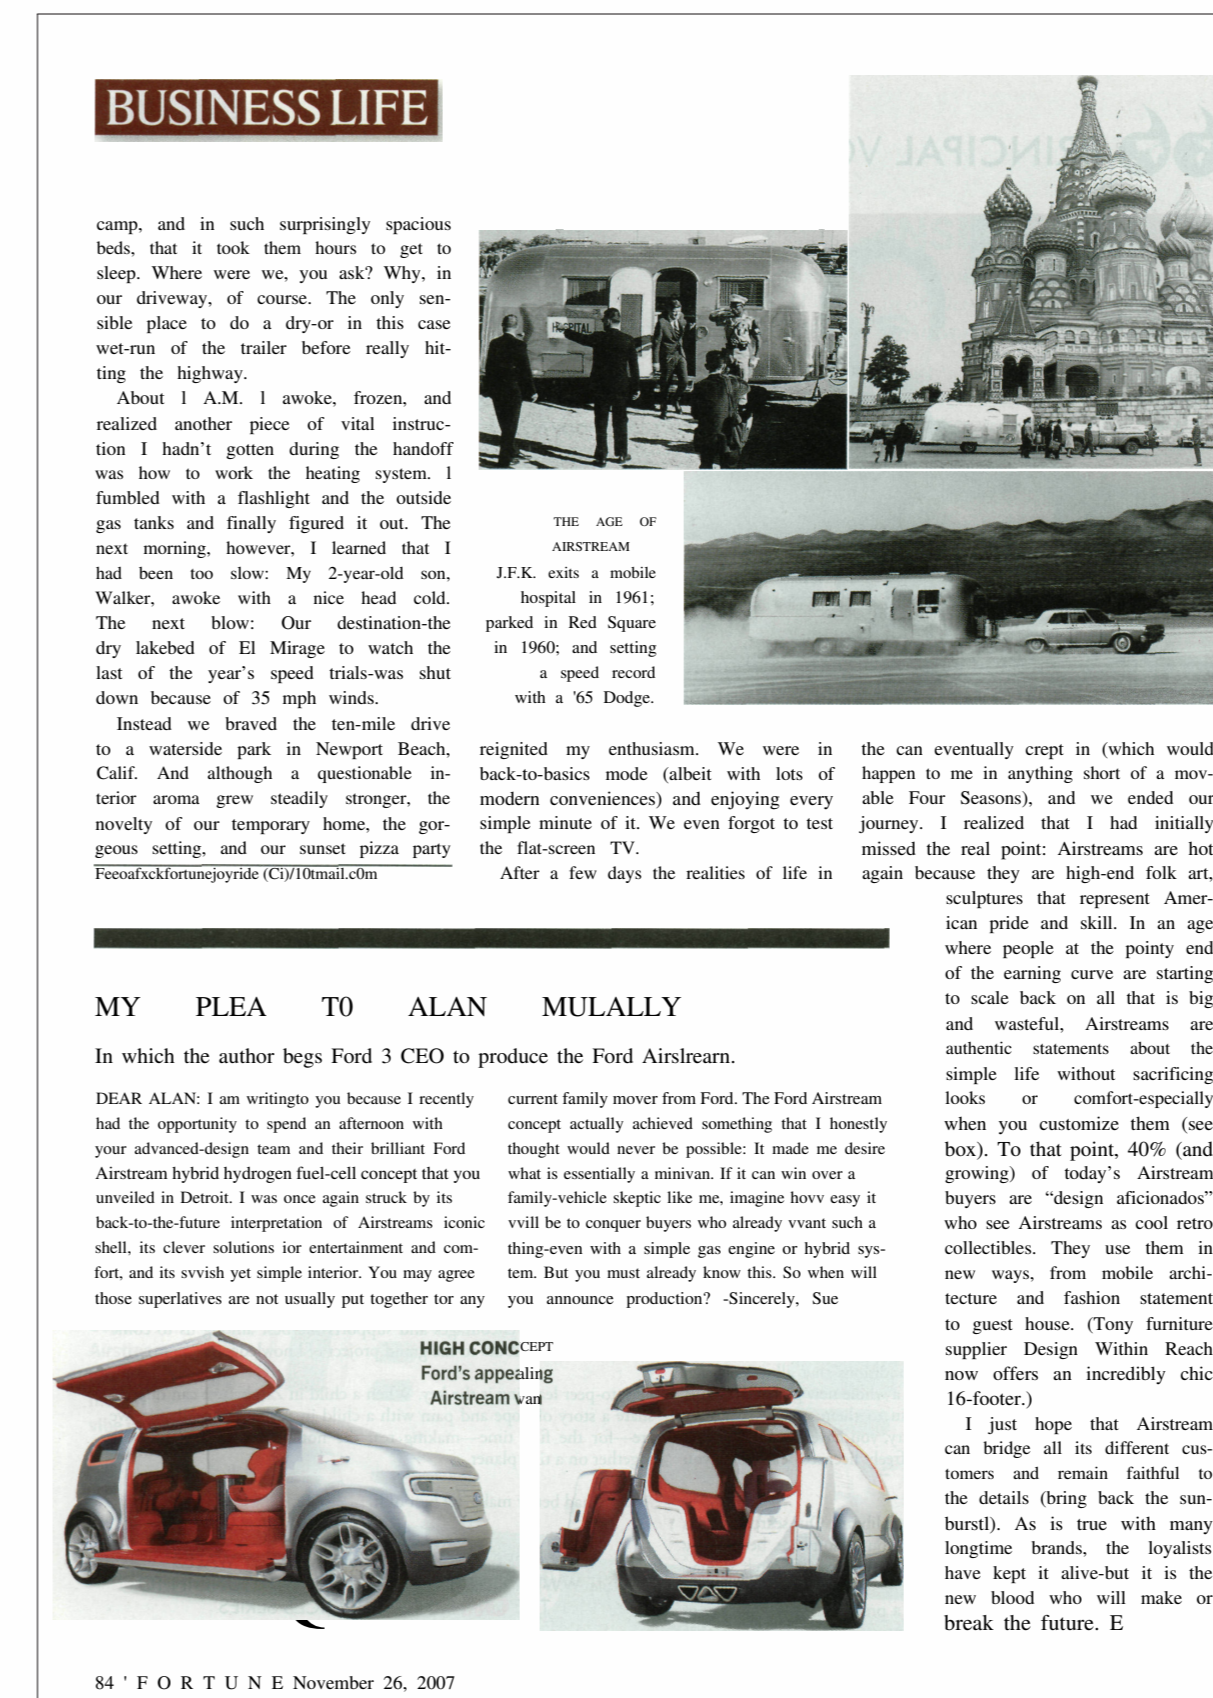 BUSINESS LIFE
camp, and in such surprisingly spacious
beds, that it took them hours to get to
sleep. Where were we, you ask? Why, in
our driveway, of course. The only sen-
sible place to do a dry-or in this case
wet-run of the trailer before really hit-
ting the highway.
About l A.M. l awoke, frozen, and
realized another piece of vital instruc-
tion I hadn't gotten during the handoff
was how to work the heating system. l
fumbled with a flashlight and the outside
gas tanks and finally figured it out. The
next morning, however, I learned that I
had been too slow: My 2-year-old son,
Walker, awoke with a nice head cold.
The next blow: Our destination-the
dry lakebed of El Mirage to watch the
last of the year's speed trials-was shut
down because of 35 mph winds.
Instead we braved the ten-mile drive
to a waterside park in Newport Beach,
Calif. And although a questionable in-
terior aroma grew steadily stronger, the
novelty of our temporary home, the gor-
geous setting, and our sunset pizza party
Feeoafxckfortunejoyride (Ci)/10tmail.c0m
HOSPITAL
THE AGE OF
AIRSTREAM
J.F.K. exits a mobile
hospital in 1961;
parked in Red Square
in 1960; and setting
a speed record
with a '65 Dodge.
reignited my enthusiasm. We were in
back-to-basics mode (albeit with lots of
modern conveniences) and enjoying every
simple minute of it. We even forgot to test
the flat-screen TV.
After a few days the realities of life in
the can eventually crept in (which would
happen to me in anything short of a mov-
able Four Seasons), and we ended our
journey. I realized that I had initially
missed the real point: Airstreams are hot
again because they are high-end folk art,
sculptures that represent Amer-
ican pride and skill. In an age
where people at the pointy end
of the earning curve are starting
to scale back on all that is big
and wasteful, Airstreams are
authentic statements about the
simple life without sacrificing
looks or comfort-especially
when you customize them (see
box). To that point, 40% (and
growing) of today's Airstream
buyers are “design aficionados”
who see Airstreams as cool retro
collectibles. They use them in
new ways, from mobile archi-
tecture and fashion statement
to guest house. (Tony furniture
supplier Design Within Reach
now offers an incredibly chic
16-footer.)
I just hope that Airstream
can bridge all its different cus-
tomers and remain faithful to
the details (bring back the sun-
burstl). As is true with many
longtime brands, the loyalists
have kept it alive-but it is the
new blood who will make or
break the future. E
MY PLEA T0 ALAN MULALLY
In which the author begs Ford 3 CEO to produce the Ford Airslrearn.
DEAR ALAN: I am writingto you because I recently
had the opportunity to spend an afternoon with
your advanced-design team and their brilliant Ford
Airstream hybrid hydrogen fuel-cell concept that you
unveiled in Detroit. I was once again struck by its
back-to-the-future interpretation of Airstreams iconic
shell, its clever solutions ior entertainment and com-
fort, and its svvish yet simple interior. You may agree
those superlatives are not usually put together tor any
current family mover from Ford. The Ford Airstream
concept actually achieved something that I honestly
thought would never be possible: It made me desire
what is essentially a minivan. If it can win over a
family-vehicle skeptic like me, imagine hovv easy it
vvill be to conquer buyers who already vvant such a
thing-even with a simple gas engine or hybrid sys-
tem. But you must already know this. So when will
you announce production? -Sincerely, Sue
HIGH CONCEPT
Ford's appealing
Airstream vant
84 ' F O R T U N E November 26, 2007